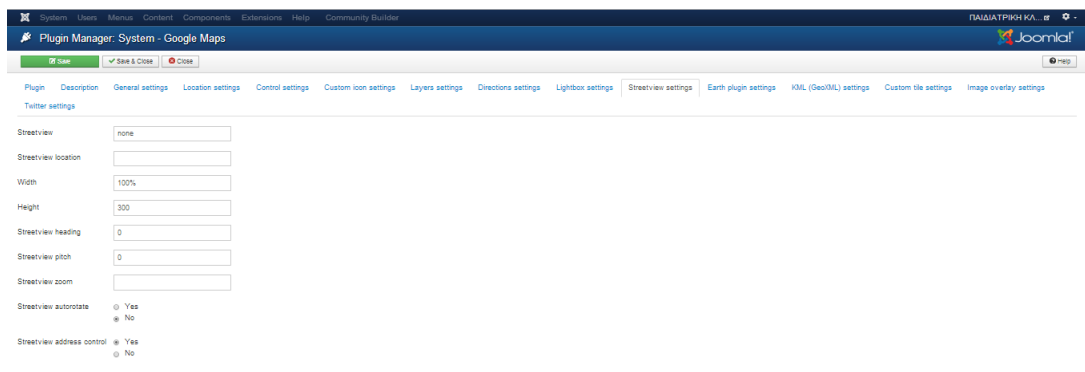 System Users Menus Content Components Extensions Help Community Builder ΠΑΙΔΙΑΤΡΙΚΗ ΚΛ...
Plugin Manager: System - Google Maps Joomla!
Save Save & Close Close Help
Plugin Description General settings Location settings Control settings Custom icon settings Layers settings Directions settings Lightbox settings Streetview settings Earth plugin settings KML (GeoXML) settings Custom tile settings Image overlay settings
Twitter settings
Streetview none
Streetview location
Width 100%
Height 300
Streetview heading 0
Streetview pitch 0
Streetview zoom
Streetview autorotate Yes
No
Streetview address control Yes
No